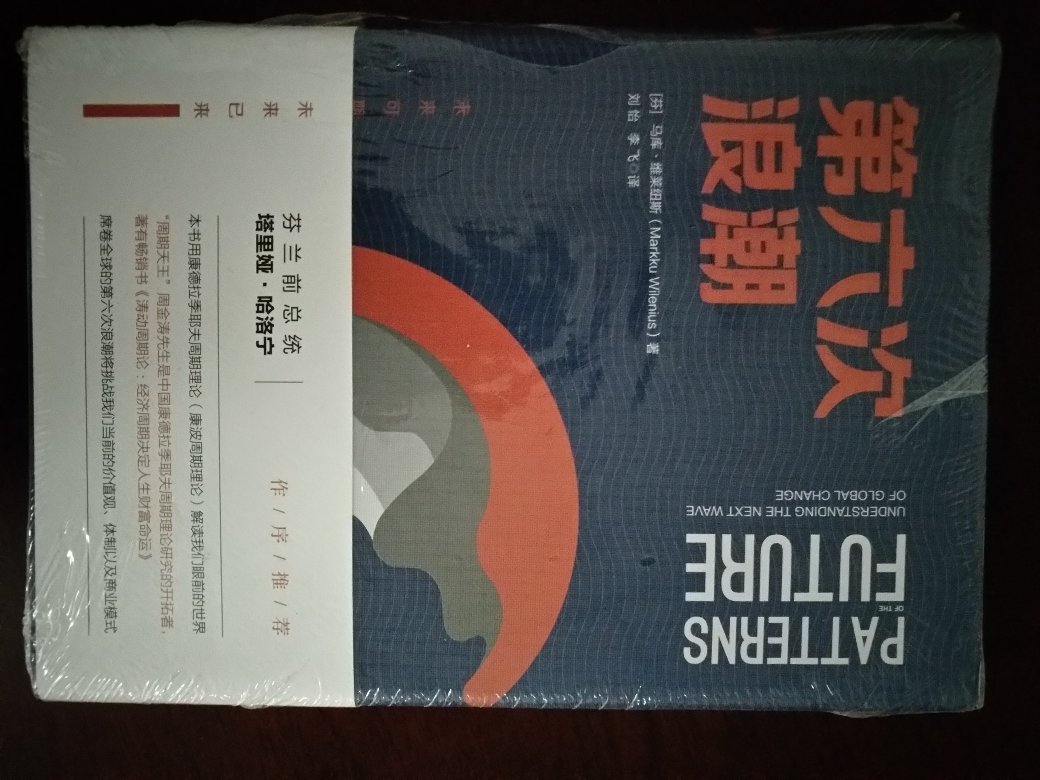 第六次
浪潮
[芬] 马库·维莱纽斯（Markku Wilenius）著
刘怡 李飞◎译
PATTERNS
OF THE
FUTURE
UNDERSTANDING THE NEXT WAVE
OF GLOBAL CHANGE
未来可
未来已来
芬兰前总统
塔里娅·哈洛宁
作/序/推/荐
本书用康德拉季耶夫周期理论（康波周期理论）解读我们眼前的世界
“周期天王”周金涛先生是中国康德拉季耶夫周期理论研究的开拓者，
著有畅销书《涛动周期论：经济周期决定人生财富命运》
席卷全球的第六次浪潮将挑战我们当前的价值观、体制以及商业模式